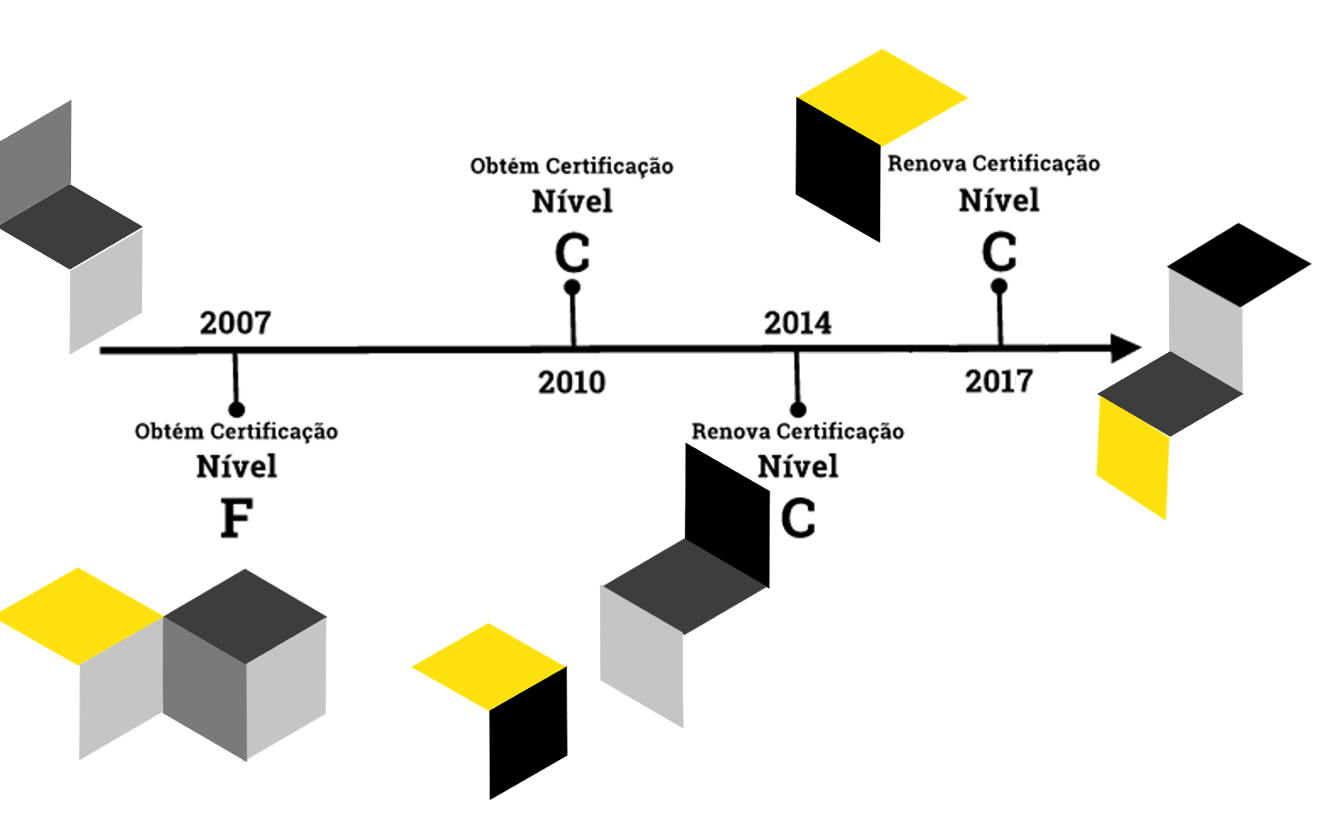 2007
Obtém Certificação
Nível
F
Obtém Certificação
Nível
C
2010
2014
Renova Certificação
Nível
C
Renova Certificação
Nível
C
2017